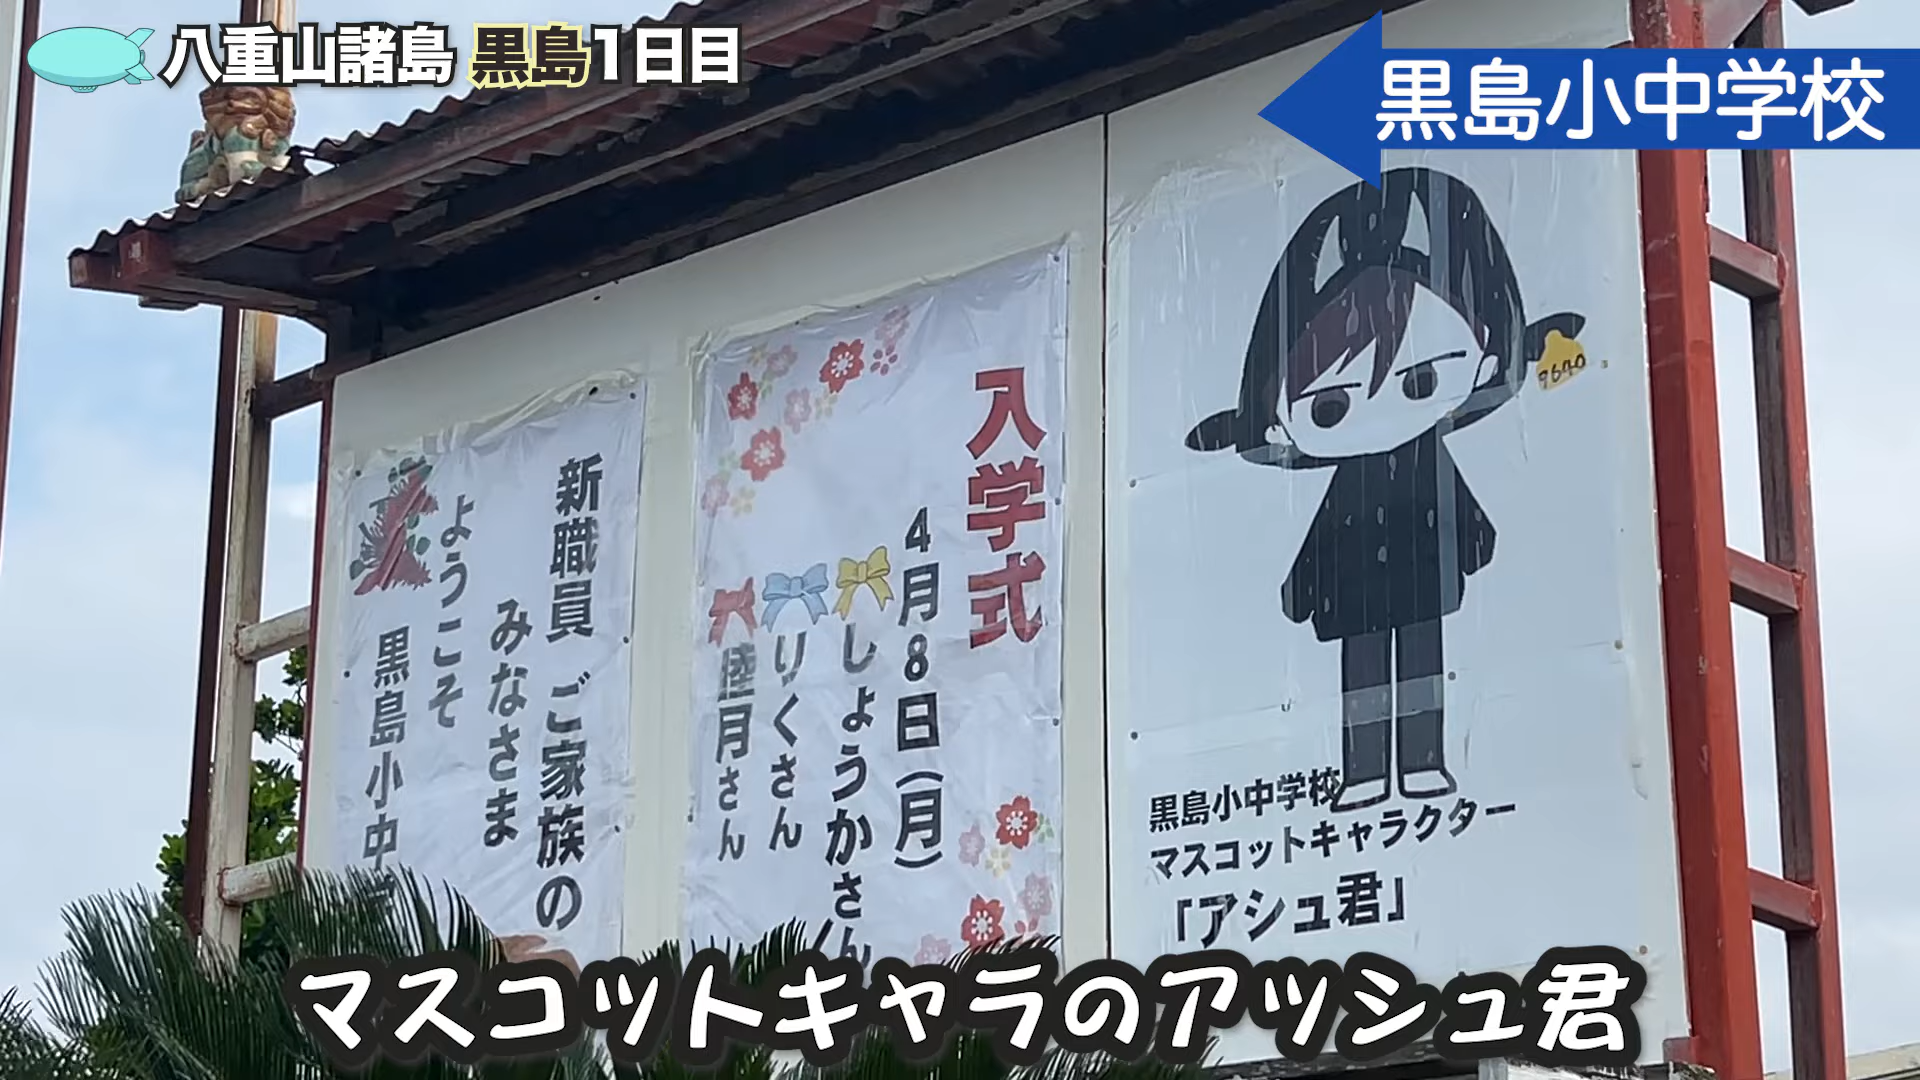 八重山諸島 黒島1日目
黒島小中学校
9640
黒島小中学校
マスコットキャラクター
「アシュ君」
入学式
4月8日(月)
しょうかさん
りくさん
睦月さん
新職員 ご家族の
みなさま
ようこそ
黒島小中
マスコットキャラのアッシュ君